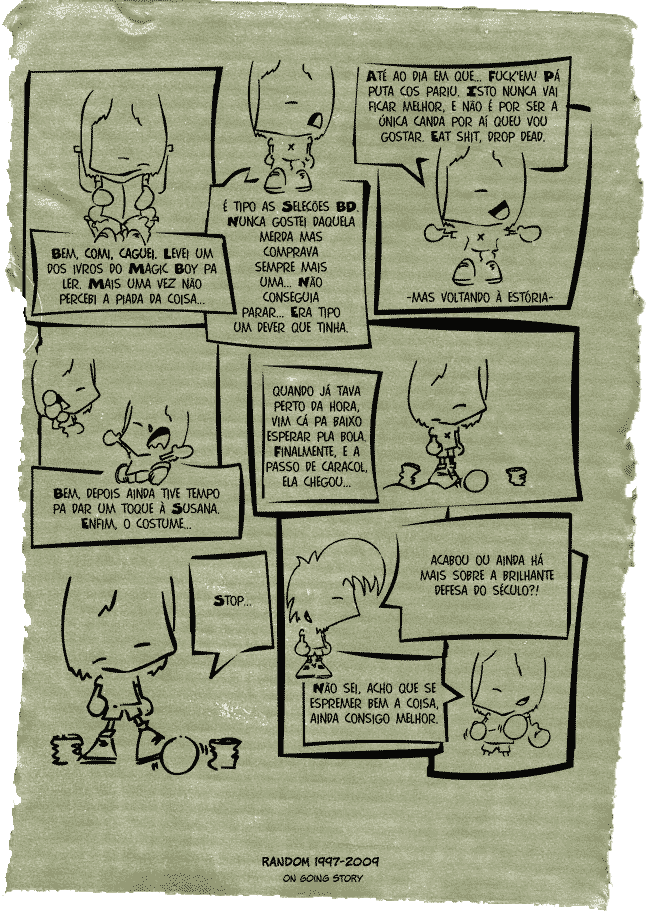 BEM, COMI, CAGUEI. LEVEI UM
DOS IVROS DO MAGIC BOY PA
LER. MAIS UMA VEZ NÃO
PERCEBI A PIADA DA COISA...
É TIPO AS SELEÇÕES BD.
NUNCA GOSTEI DAQUELA
MERDA MAS
COMPRAVA
SEMPRE MAIS
UMA... NÃO
CONSEGUIA
PARAR... ERA TIPO
UM DEVER QUE TINHA.
ATÉ AO DIA EM QUE... FUCK'EM! PÁ
PUTA COS PARIU. ISTO NUNCA VAI
FICAR MELHOR, E NÃO É POR SER A
ÚNICA CANDA POR AÍ QUEU VOU
GOSTAR. EAT SHIT, DROP DEAD.
-MAS VOLTANDO À ESTÓRIA-
BEM, DEPOIS AINDA TIVE TEMPO
PA DAR UM TOQUE À SUSANA.
ENFIM, O COSTUME...
QUANDO JÁ TAVA
PERTO DA HORA,
VIM CÁ PA BAIXO
ESPERAR PLA BOLA.
FINALMENTE, E A
PASSO DE CARACOL,
ELA CHEGOU...
STOP...
ACABOU OU AINDA HÁ
MAIS SOBRE A BRILHANTE
DEFESA DO SÉCULO?!
NÃO SEI, ACHO QUE SE
ESPREMER BEM A COISA,
AINDA CONSIGO MELHOR.
RANDOM 1997-2009
ON GOING STORY